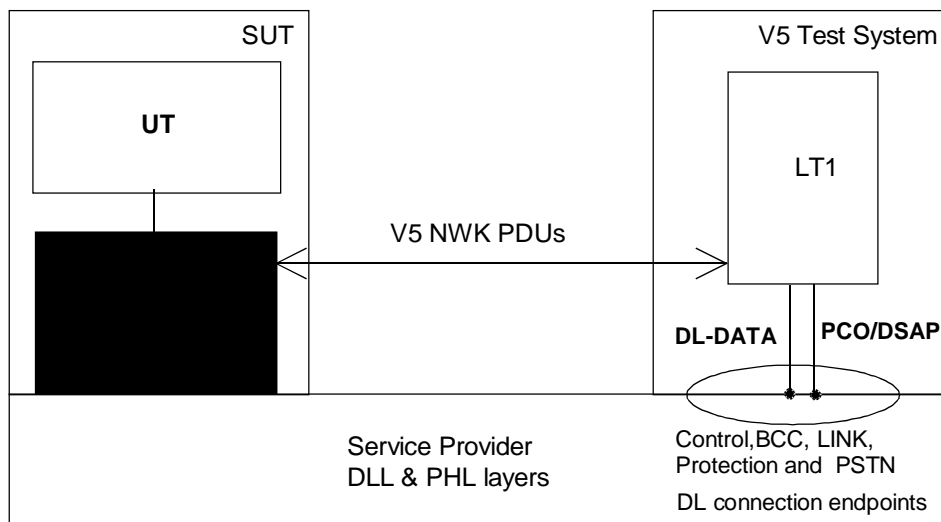 SUT
V5 Test System
UT
LT1
V5 NWK PDUs
DL-DATA
PCO/DSAP
Service Provider
DLL & PHL layers
Control,BCC, LINK,
Protection and PSTN
DL connection endpoints